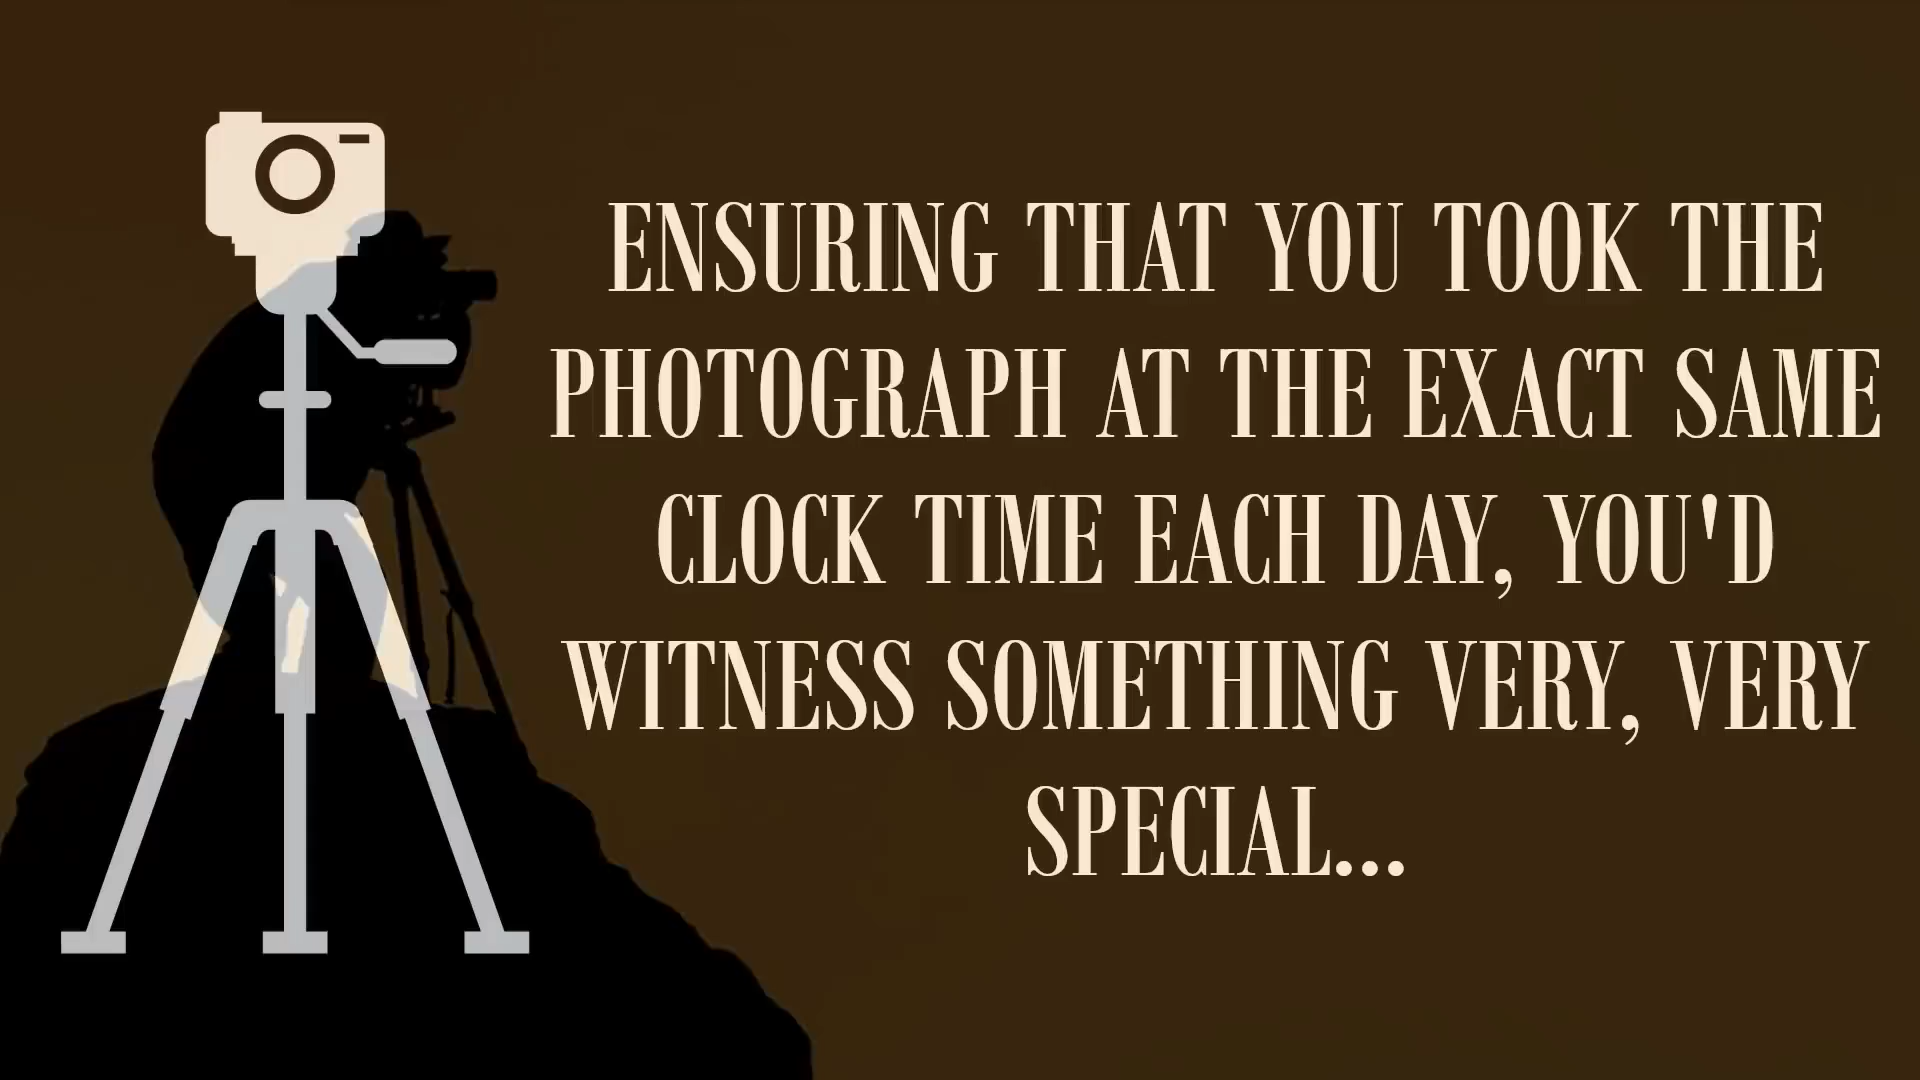 ENSURING THAT YOU TOOK THE
PHOTOGRAPH AT THE EXACT SAME
CLOCK TIME EACH DAY, YOU'D
WITNESS SOMETHING VERY, VERY
SPECIAL...